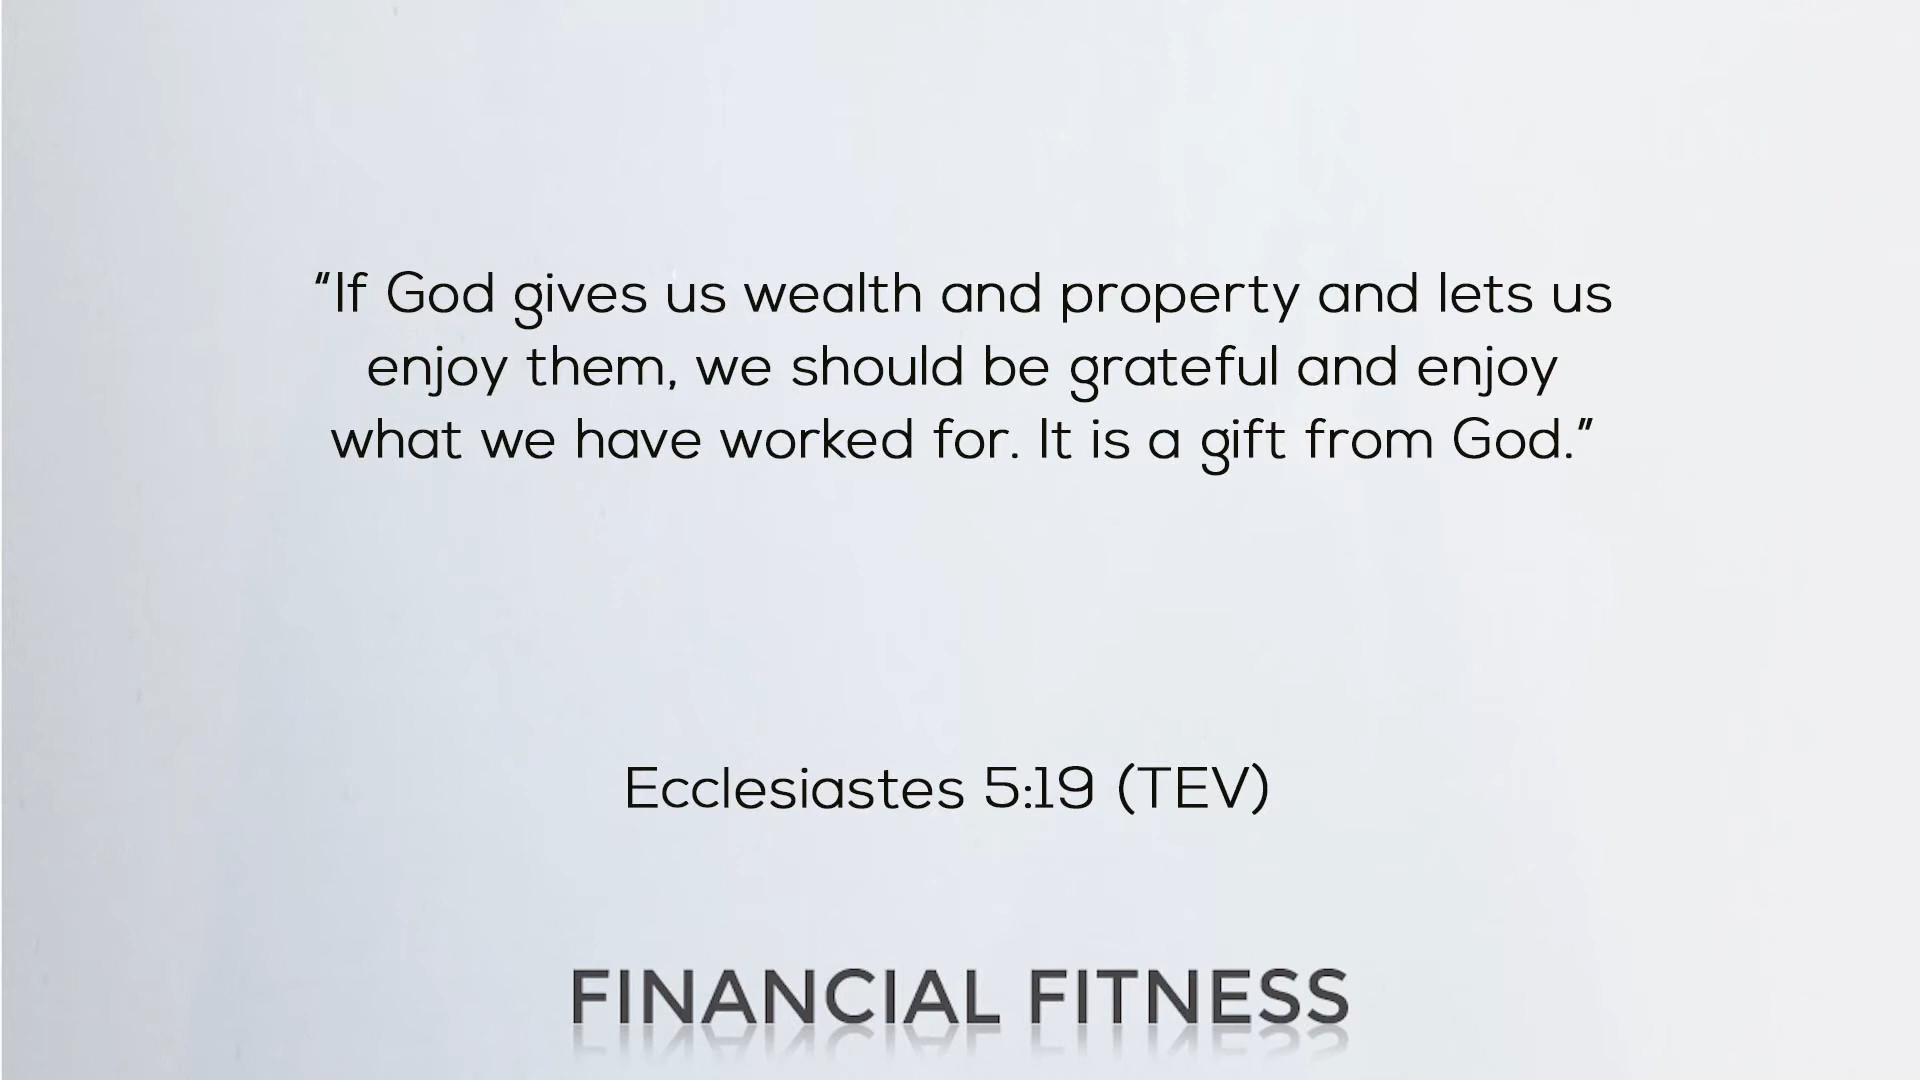 “If God gives us wealth and property and lets us
enjoy them, we should be grateful and enjoy
what we have worked for. It is a gift from God.”
Ecclesiastes 5:19 (TEV)
FINANCIAL FITNESS